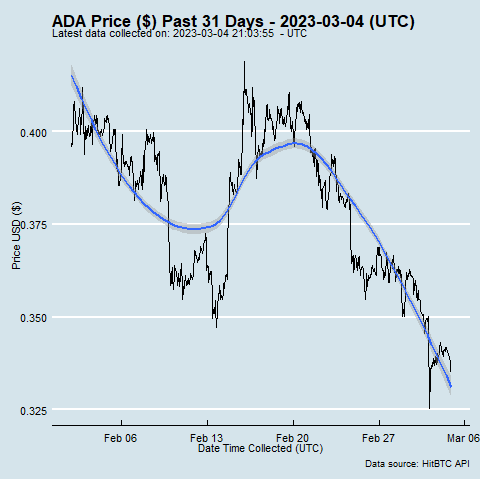 ADA Price ($) Past 31 Days - 2023-03-04 (UTC)
Latest data collected on: 2023-03-04 21:03:55 - UTC
0.400
0.375
0.350
0.325
Price USD ($)
Feb 06 Feb 13 Feb 20 Feb 27 Mar 06
Date Time Collected (UTC)
Data source: HitBTC API